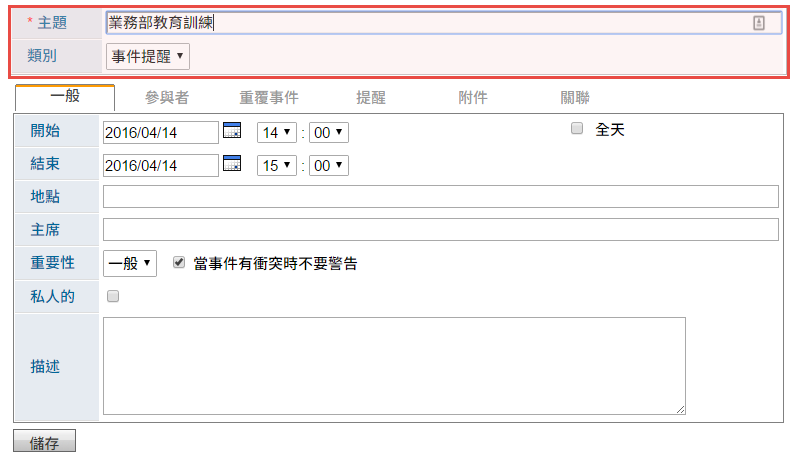 * 主題 業務部教育訓練
類別 事件提醒
一般 參與者 重覆事件 提醒 附件 關聯
開始 2016/04/14 14 : 00 全天
結束 2016/04/14 15 : 00
地點
主席
重要性 一般 當事件有衝突時不要警告
私人的
描述
儲存